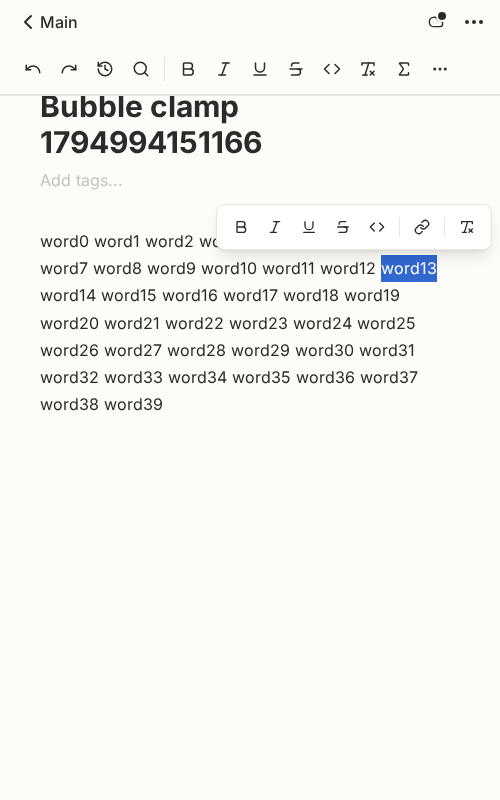 Main
Bubble clamp
1794994151166
Add tags...
word0 word1 word2
word7 word8 word9 word10 word11 word12 word13
word14 word15 word16 word17 word18 word19
word20 word21 word22 word23 word24 word25
word26 word27 word28 word29 word30 word31
word32 word33 word34 word35 word36 word37
word38 word39